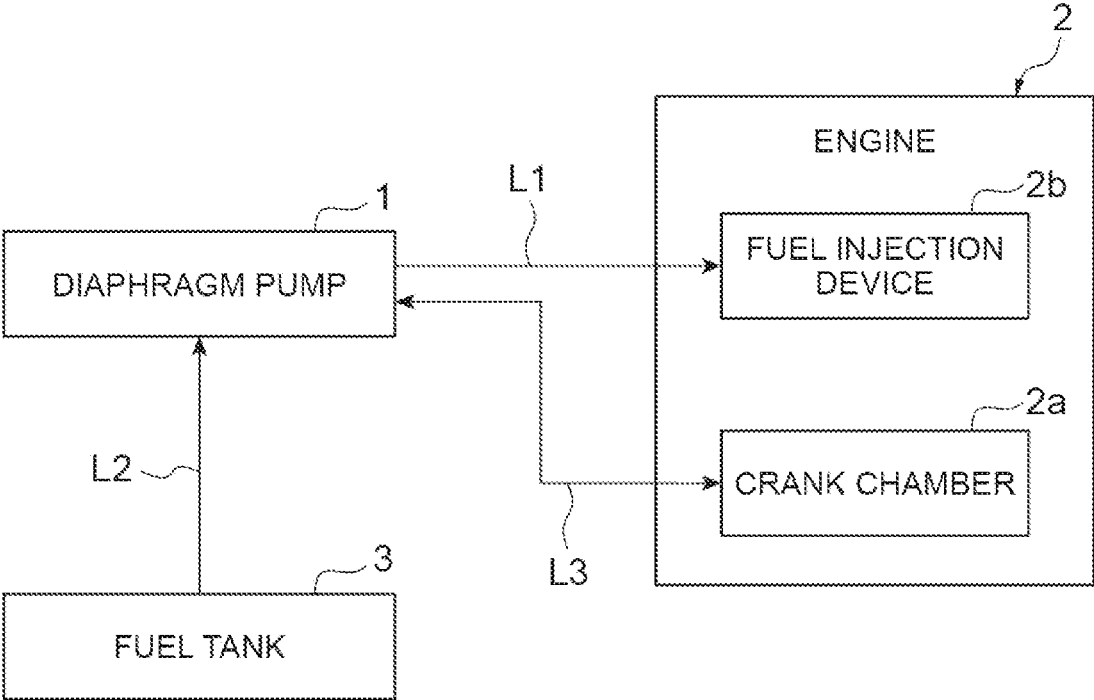 2
ENGINE
1
L1
2b
DIAPHRAGM PUMP
FUEL INJECTION
DEVICE
2a
L2
CRANK CHAMBER
L3
3
FUEL TANK